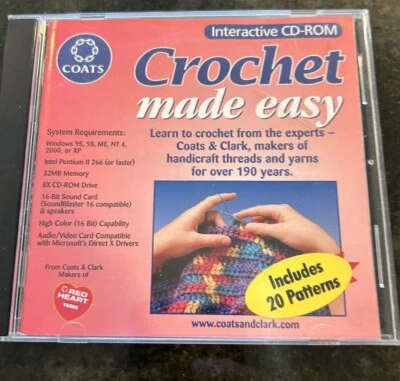 Interactive CD-ROM
COATS
Crochet
made easy
System Requirements:
Windows 95, 98, ME, NT 4,
2000, or XP
Intel Pentium II 266 (or faster)
32MB Memory
8X CD-ROM Drive
16-Bit Sound Card
(SoundBlaster 16 compatible)
& speakers
High Color (16 Bit) Capability
Audio/Video Card Compatible
with Microsoft's Direct X Drivers
From Coats & Clark
Makers of
RED
HEART
YARNS
Learn to crochet from the experts –
Coats & Clark, makers of
handicraft threads and yarns
for over 190 years.
Includes
20 Patterns
www.coatsandclark.com